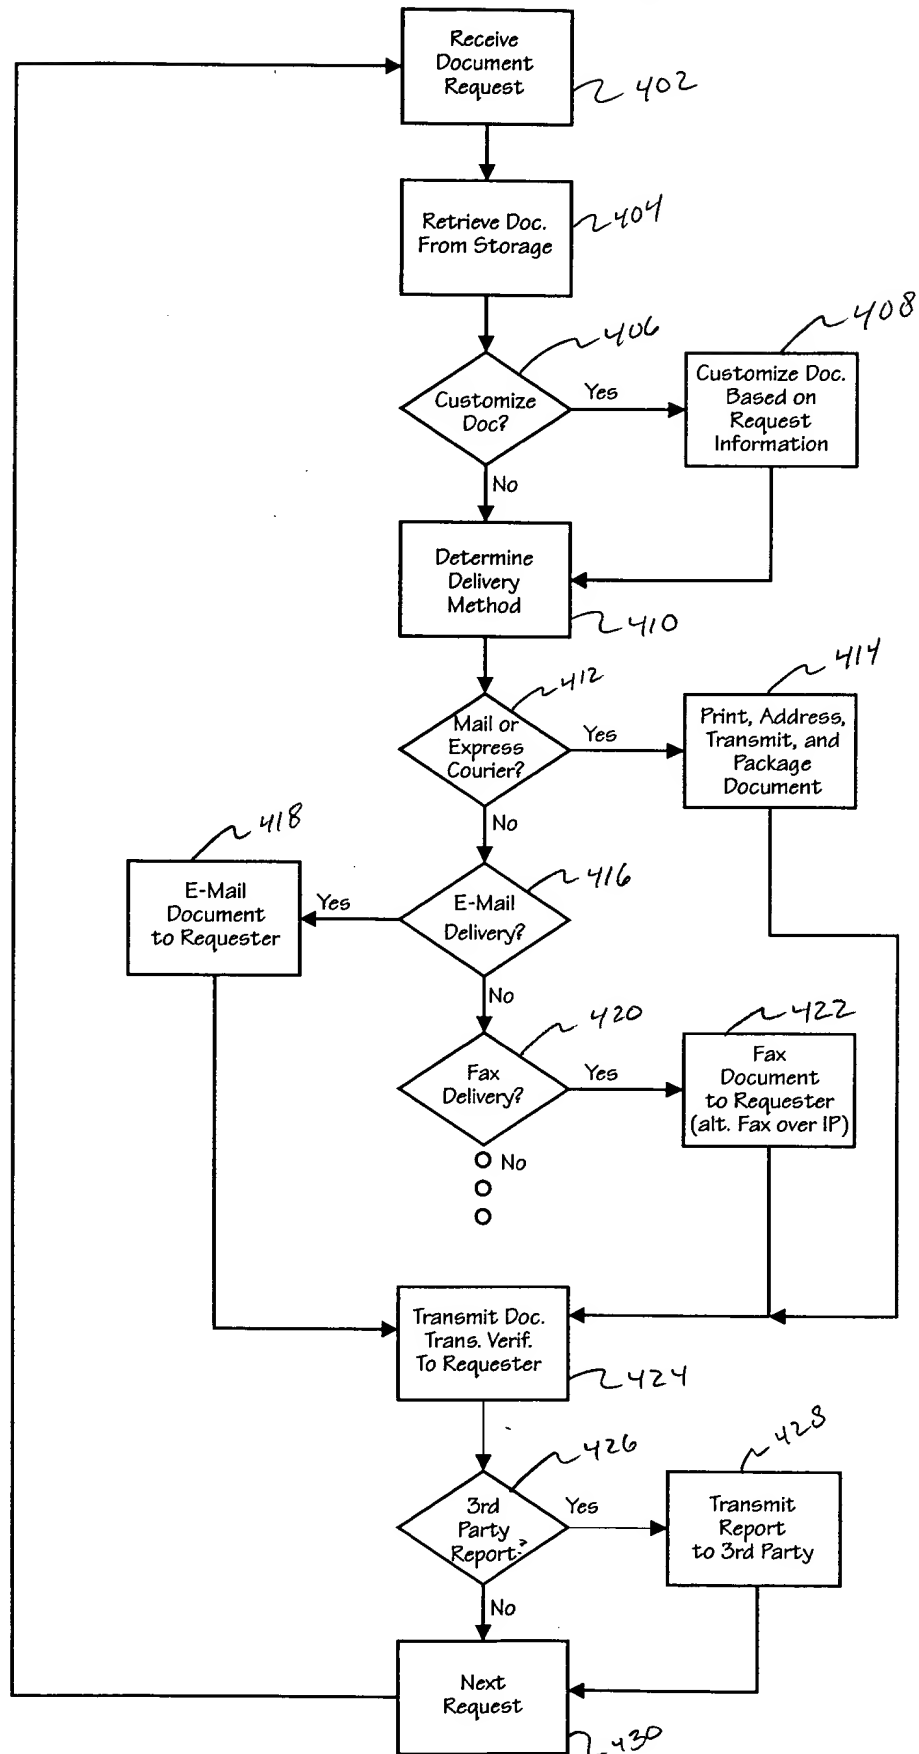 Receive
Document
Request
402
Retrieve Doc.
From Storage
404
406
Customize
Doc?
Yes
No
408
Customize Doc.
Based on
Request
Information
Determine
Delivery
Method
410
412
Mail or
Express
Courier?
Yes
No
414
Print, Address,
Transmit, and
Package
Document
418
E-Mail
Document
to Requester
Yes
416
E-Mail
Delivery?
No
420
Fax
Delivery?
Yes
No
422
Fax
Document
to Requester
(alt. Fax over IP)
Transmit Doc.
Trans. Verif.
To Requester
424
426
3rd
Party
Report?
Yes
No
428
Transmit
Report
to 3rd Party
Next
Request
430